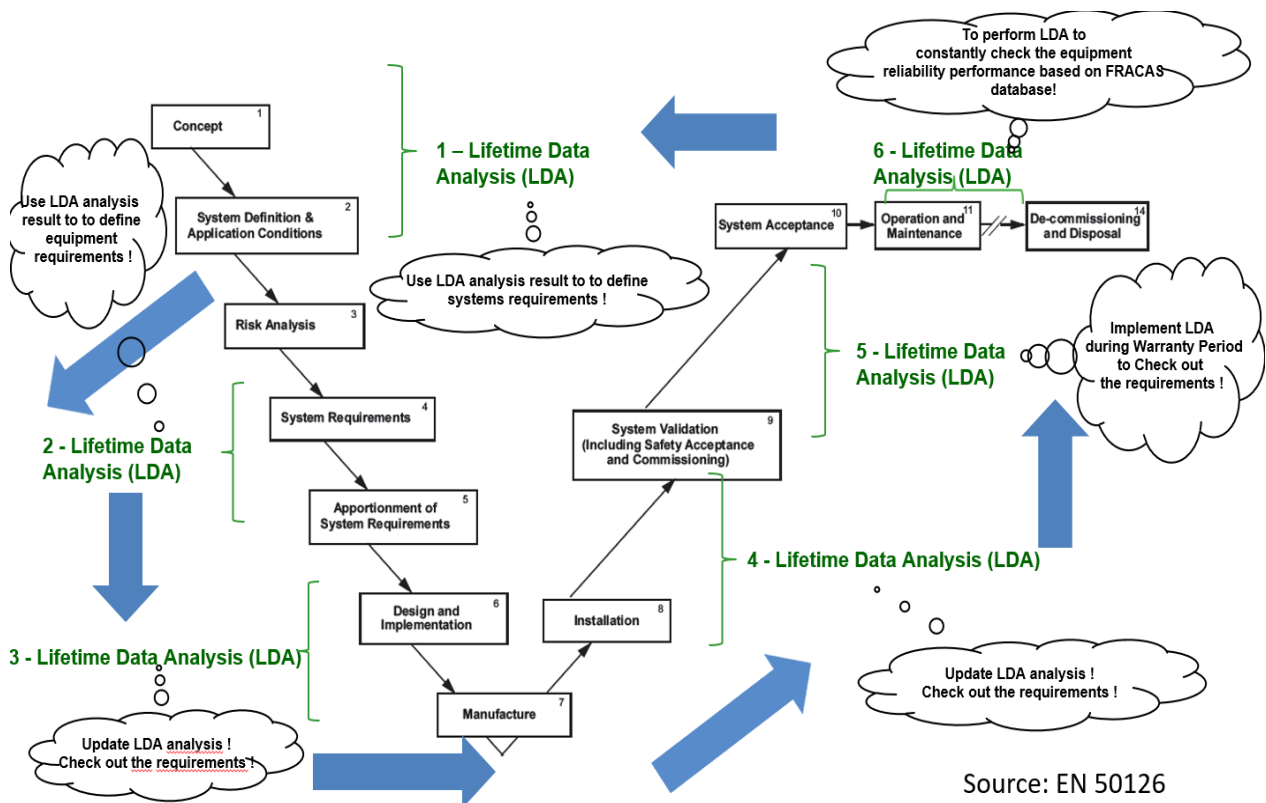 To perform LDA to
constantly check the equipment
reliability performance based on FRACAS
database!
1
Concept
1 – Lifetime Data
Analysis (LDA)
6 - Lifetime Data
Analysis (LDA)
Use LDA analysis
result to to define
equipment
requirements !
2
System Definition &
Application Conditions
10
System Acceptance
11
Operation and
Maintenance
14
De-commissioning
and Disposal
Use LDA analysis result to to define
systems requirements !
3
Risk Analysis
5 - Lifetime Data
Analysis (LDA)
Implement LDA
during Warranty Period
to Check out
the requirements !
4
System Requirements
9
System Validation
(Including Safety Acceptance
and Commissioning)
2 - Lifetime Data
Analysis (LDA)
5
Apportionment of
System Requirements
4 - Lifetime Data Analysis (LDA)
6
Design and
Implementation
8
Installation
3 - Lifetime Data Analysis (LDA)
Update LDA analysis !
Check out the requirements !
7
Manufacture
Update LDA analysis !
Check out the requirements !
Source: EN 50126